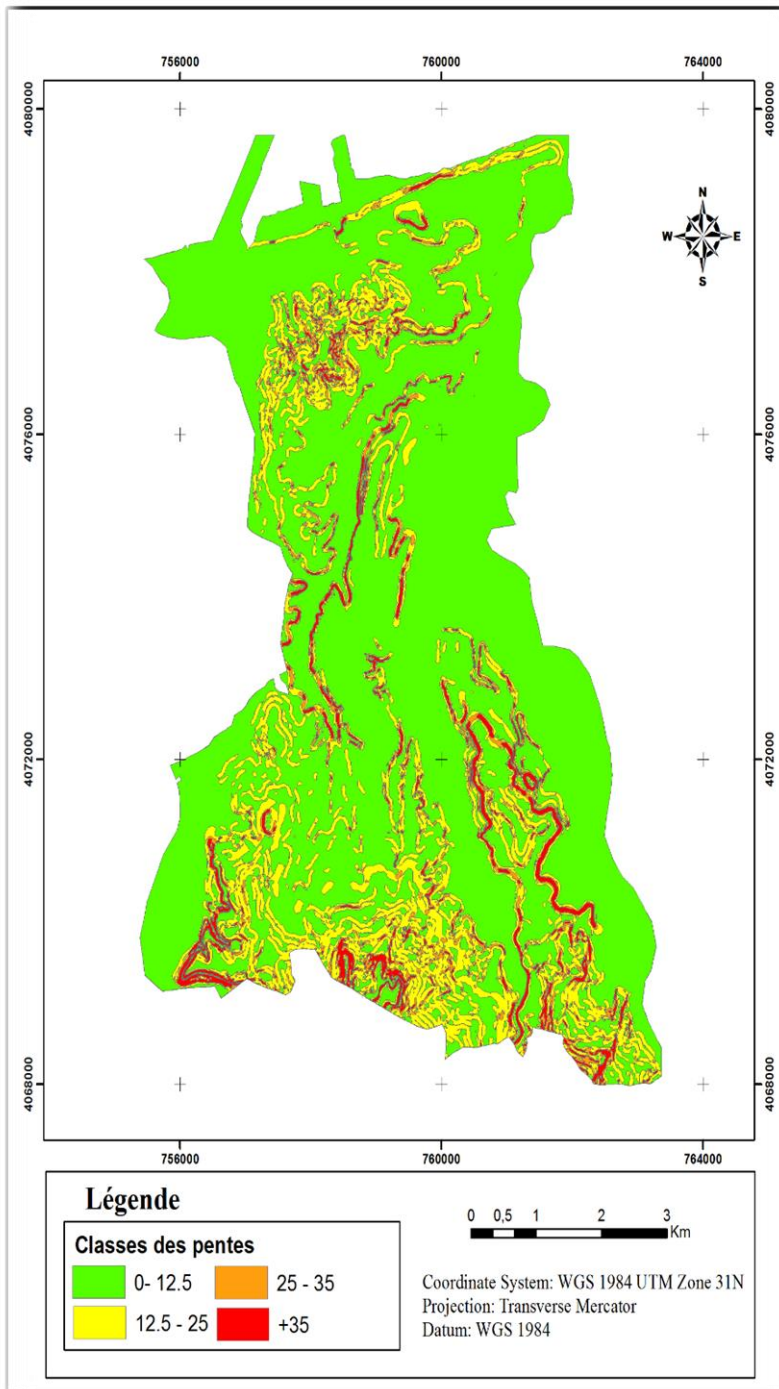 756000 760000 764000
4080000 4080000
N
W E
S
4076000 4076000
4072000 4072000
4068000 4068000
756000 760000 764000
Légende
Classes des pentes
0- 12.5 25 - 35
12.5 - 25 +35
0 0,5 1 2 3
Km
Coordinate System: WGS 1984 UTM Zone 31N
Projection: Transverse Mercator
Datum: WGS 1984